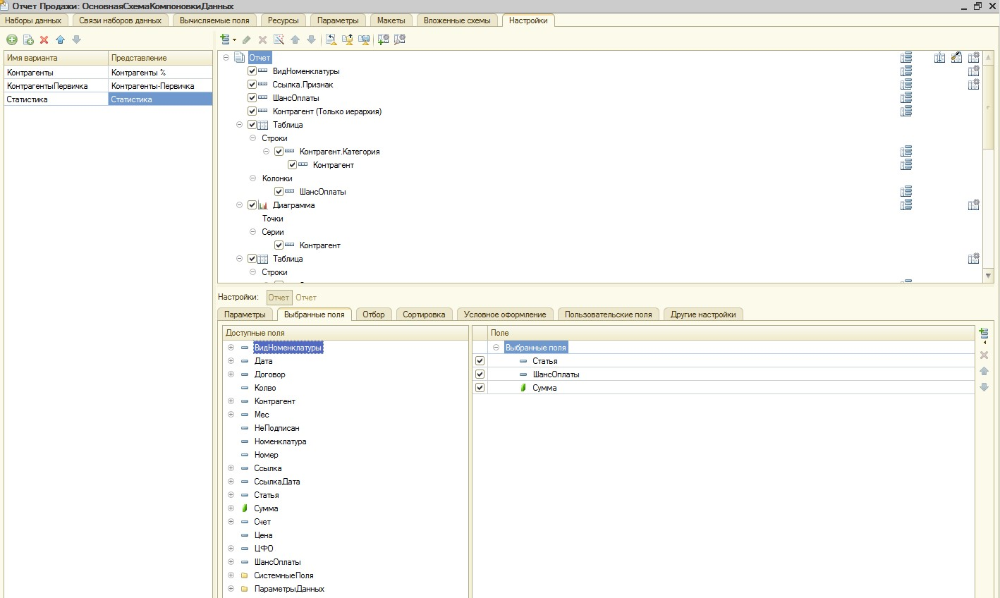 Отчет Продажи: ОсновнаяСхемаКомпоновкиДанных
Наборы данных Связи наборов данных Вычисляемые поля Ресурсы Параметры Макеты Вложенные схемы Настройки
Имя варианта Представление
Контрагенты Контрагенты %
КонтрагентыПервичка Контрагенты-Первичка
Статистика Статистика
Отчет
ВидНоменклатуры
Ссылка.Признак
ШансОплаты
Контрагент (Только иерархия)
Таблица
Строки
Контрагент.Категория
Контрагент
Колонки
ШансОплаты
Диаграмма
Точки
Серии
Контрагент
Таблица
Строки
Настройки: Отчет Отчет
Параметры Выбранные поля Отбор Сортировка Условное оформление Пользовательские поля Другие настройки
Доступные поля
ВидНоменклатуры
Дата
Договор
Колво
Контрагент
Мес
НеПодписан
Номенклатура
Номер
Ссылка
СсылкаДата
Статья
Сумма
Счет
Цена
ЦФО
ШансОплаты
СистемныеПоля
ПараметрыДанных
Поле
Выбранные поля
Статья
ШансОплаты
Сумма